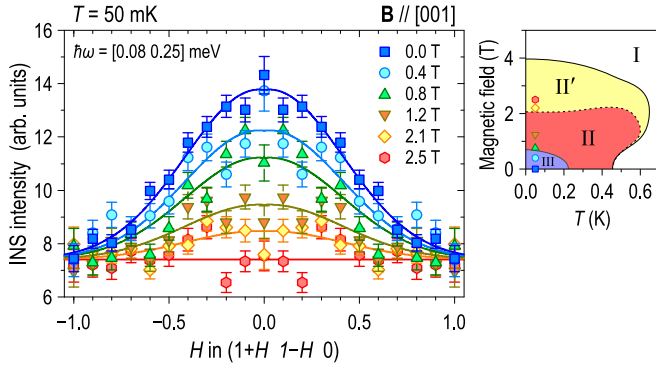 T = 50 mK
B // [001]
ħω = [0.08 0.25] meV
0.0 T
0.4 T
0.8 T
1.2 T
2.1 T
2.5 T
INS intensity (arb. units)
16
14
12
10
8
6
−1.0 −0.5 0.0 0.5 1.0
H in (1+H 1−H 0)
Magnetic field (T)
4
2
0
I
II′
II
III
0.0 0.2 0.4 0.6
T (K)